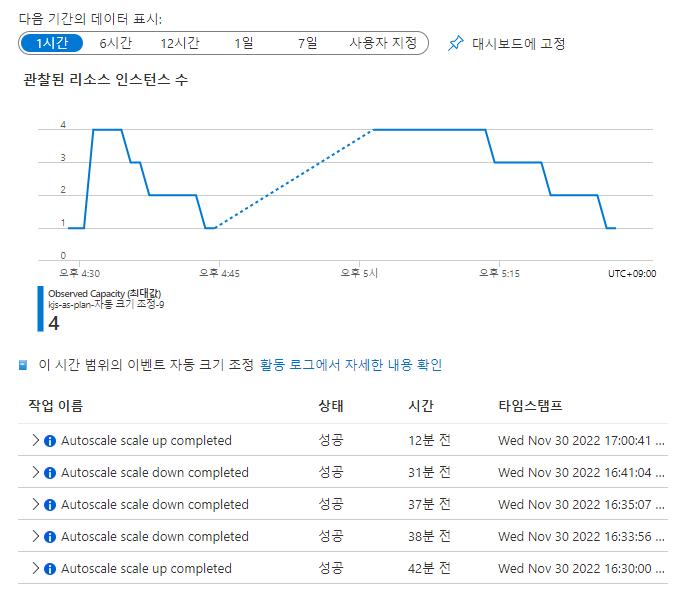 다음 기간의 데이터 표시:
1시간 6시간 12시간 1일 7일 사용자 지정 대시보드에 고정
관찰된 리소스 인스턴스 수
4
3
2
1
0
오후 4:30 오후 4:45 오후 5시 오후 5:15 UTC+09:00
Observed Capacity (최대값)
kjs-as-plan-자동 크기 조정-9
4
이 시간 범위의 이벤트 자동 크기 조정 활동 로그에서 자세한 내용 확인
작업 이름 상태 시간 타임스탬프
Autoscale scale up completed 성공 12분 전 Wed Nov 30 2022 17:00:41 ...
Autoscale scale down completed 성공 31분 전 Wed Nov 30 2022 16:41:04 ...
Autoscale scale down completed 성공 37분 전 Wed Nov 30 2022 16:35:07 ...
Autoscale scale down completed 성공 38분 전 Wed Nov 30 2022 16:33:56 ...
Autoscale scale up completed 성공 42분 전 Wed Nov 30 2022 16:30:00 ...